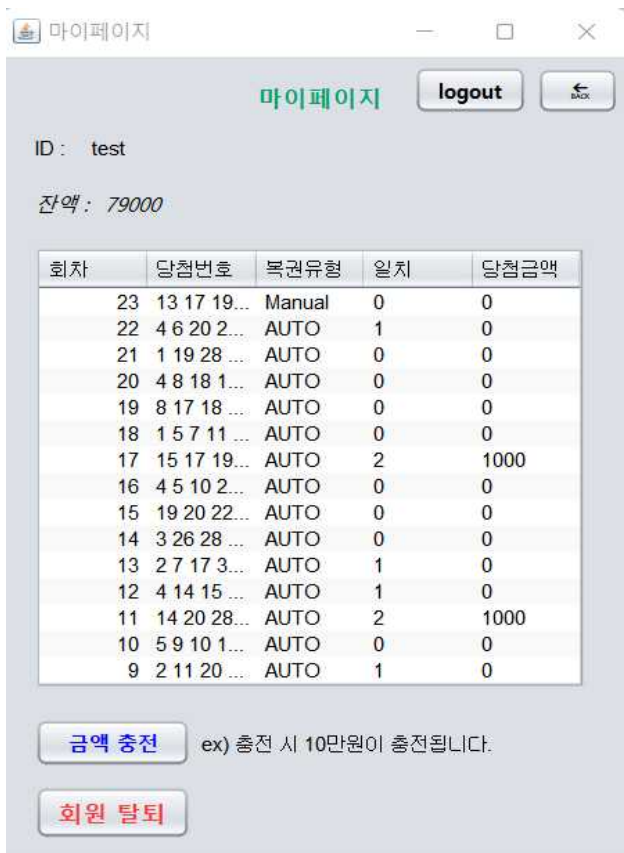 마이페이지
마이페이지 logout BACK
ID : test
잔액 : 79000
회차 당첨번호 복권유형 일치 당첨금액
23 13 17 19... Manual 0 0
22 4 6 20 2... AUTO 1 0
21 1 19 28 ... AUTO 0 0
20 4 8 18 1... AUTO 0 0
19 8 17 18 ... AUTO 0 0
18 1 5 7 11 ... AUTO 0 0
17 15 17 19... AUTO 2 1000
16 4 5 10 2... AUTO 0 0
15 19 20 22... AUTO 0 0
14 3 26 28 ... AUTO 0 0
13 2 7 17 3... AUTO 1 0
12 4 14 15 ... AUTO 1 0
11 14 20 28... AUTO 2 1000
10 5 9 10 1... AUTO 0 0
9 2 11 20 ... AUTO 1 0
금액 충전 ex) 충전 시 10만원이 충전됩니다.
회원 탈퇴